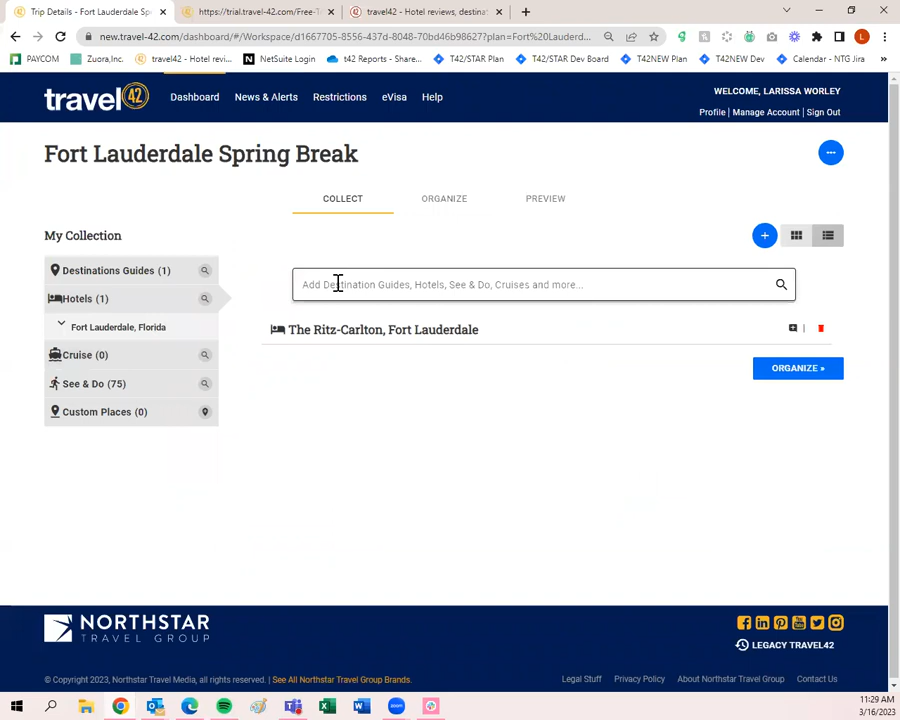 Trip Details - Fort Lauderdale Spri
https://trial.travel-42.com/Free-T
travel42 - Hotel reviews, destinat
new.travel-42.com/dashboard/#/Workspace/d1667705-8556-437d-8048-70bd46b98627?plan=Fort%20Lauderd...
PAYCOM
Zuora,Inc.
travel42 - Hotel revi...
NetSuite Login
t42 Reports - Share...
T42/STAR Plan
T42/STAR Dev Board
T42NEW Plan
T42NEW Dev
Calendar - NTG Jira
travel 42
Dashboard
News & Alerts
Restrictions
eVisa
Help
WELCOME, LARISSA WORLEY
Profile | Manage Account | Sign Out
Fort Lauderdale Spring Break
COLLECT
ORGANIZE
PREVIEW
My Collection
Destinations Guides (1)
Hotels (1)
Fort Lauderdale, Florida
Cruise (0)
See & Do (75)
Custom Places (0)
Add Destination Guides, Hotels, See & Do, Cruises and more...
The Ritz-Carlton, Fort Lauderdale
ORGANIZE »
NORTHSTAR
TRAVEL GROUP
LEGACY TRAVEL42
© Copyright 2023, Northstar Travel Media, all rights reserved. | See All Northstar Travel Group Brands.
Legal Stuff
Privacy Policy
About Northstar Travel Group
Contact Us
11:29 AM
3/16/2023